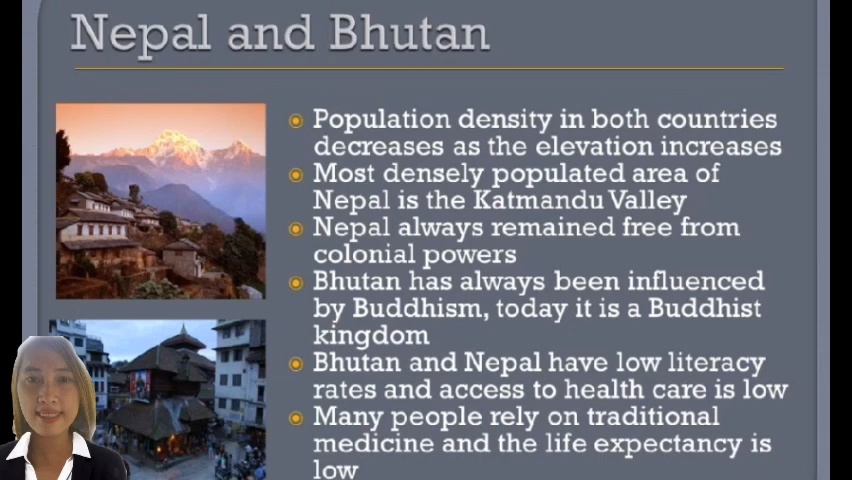 Nepal and Bhutan
Population density in both countries
decreases as the elevation increases
Most densely populated area of
Nepal is the Katmandu Valley
Nepal always remained free from
colonial powers
Bhutan has always been influenced
by Buddhism, today it is a Buddhist
kingdom
Bhutan and Nepal have low literacy
rates and access to health care is low
Many people rely on traditional
medicine and the life expectancy is
low